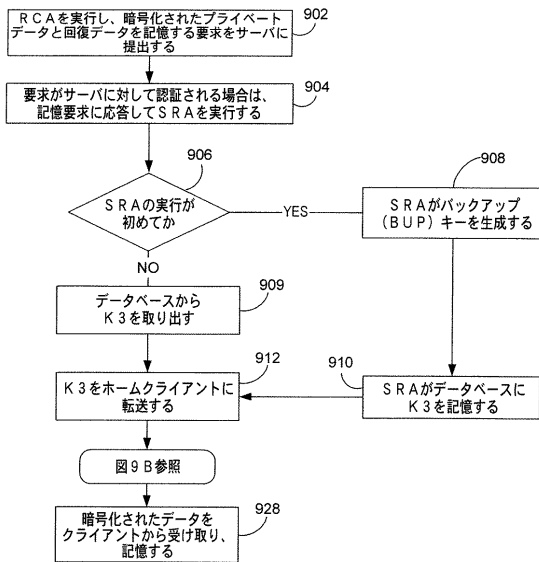 RCAを実行し、暗号化されたプライベート
データと回復データを記憶する要求をサーバに
提出する
902
要求がサーバに対して認証される場合は、
記憶要求に応答してSRAを実行する
904
906
SRAの実行が
初めてか
YES
908
SRAがバックアップ
(BUP)キーを生成する
NO
データベースから
K3を取り出す
909
912
K3をホームクライアントに
転送する
910
SRAがデータベースに
K3を記憶する
図9B参照
暗号化されたデータを
クライアントから受け取り、
記憶する
928